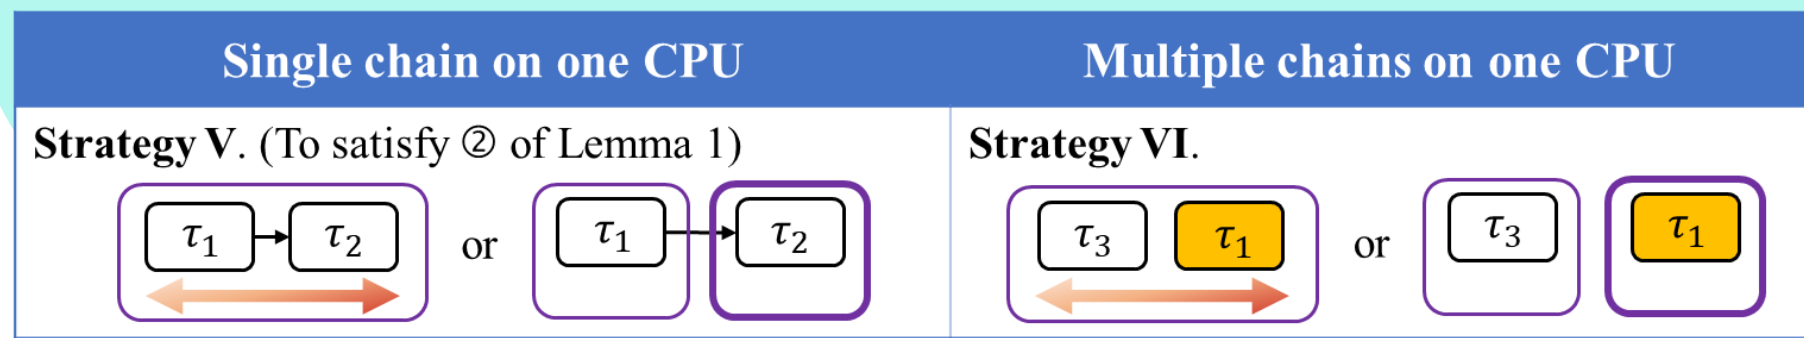 Single chain on one CPU
Multiple chains on one CPU
Strategy V. (To satisfy ② of Lemma 1)
τ1 τ2 or τ1 τ2
Strategy VI.
τ3 τ1 or τ3 τ1